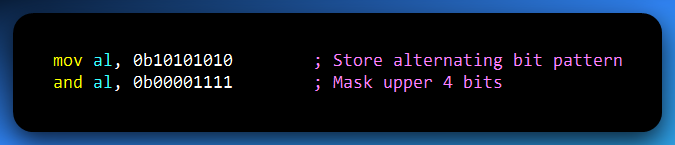 mov al, 0b10101010        ; Store alternating bit pattern
and al, 0b00001111        ; Mask upper 4 bits